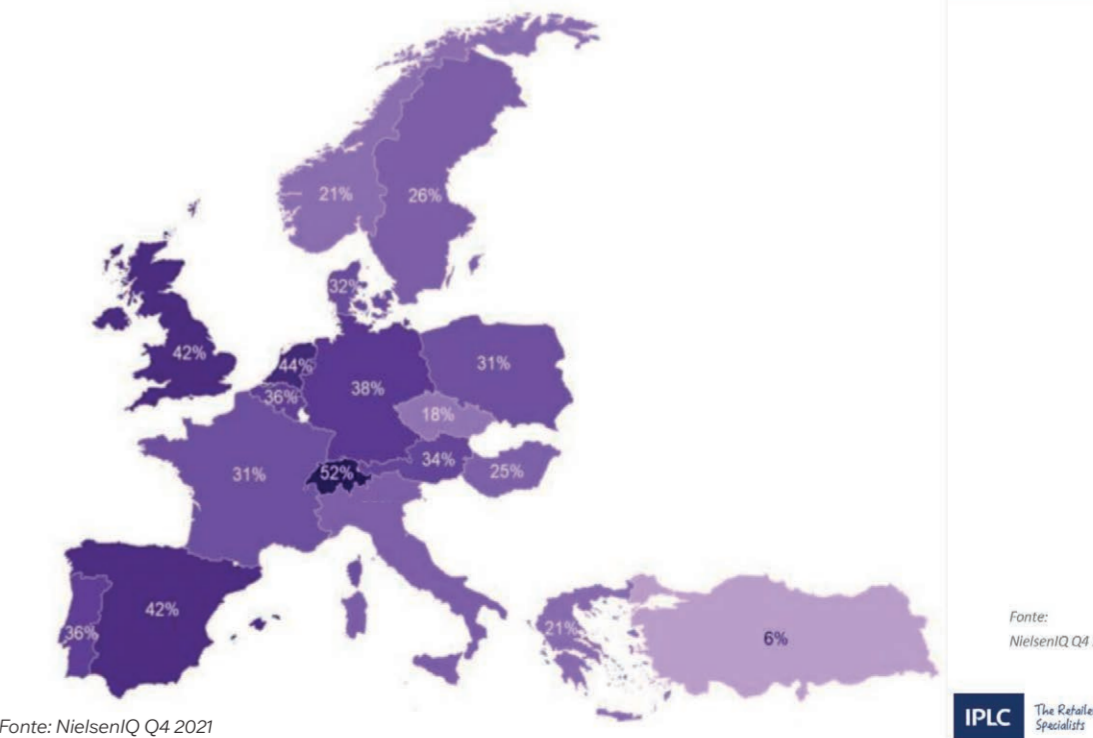 21%
26%
32%
42%
44%
36%
38%
31%
18%
31%
52%
34%
25%
42%
36%
21%
6%
Fonte: NielsenIQ Q4 2021
Fonte:
NielsenIQ Q4
IPLC
The Retaile
Specialists